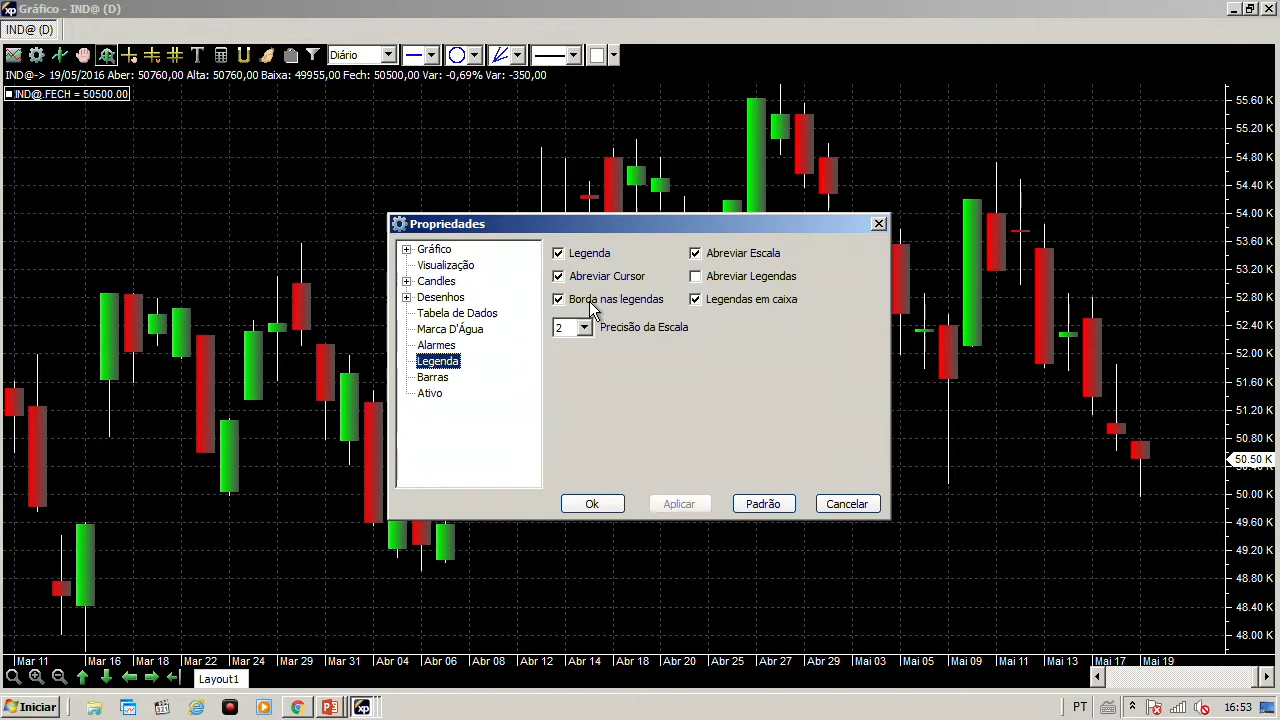 Gráfico - IND@ (D)
IND@ (D)
Diário
IND@-> 19/05/2016 Aber: 50760,00 Alta: 50760,00 Baixa: 49955,00 Fech: 50500,00 Var: -0,69% Var: -350,00
IND@.FECH = 50500.00
Propriedades
Gráfico
Visualização
Candles
Desenhos
Tabela de Dados
Marca D'Água
Alarmes
Legenda
Barras
Ativo
Legenda
Abreviar Escala
Abreviar Cursor
Abreviar Legendas
Borda nas legendas
Legendas em caixa
2
Precisão da Escala
Ok
Aplicar
Padrão
Cancelar
55.60 K
55.20 K
54.80 K
54.40 K
54.00 K
53.60 K
53.20 K
52.80 K
52.40 K
52.00 K
51.60 K
51.20 K
50.80 K
50.50 K
50.00 K
49.60 K
49.20 K
48.80 K
48.40 K
48.00 K
Mar 11 Mar 16 Mar 18 Mar 22 Mar 24 Mar 29 Mar 31 Abr 04 Abr 06 Abr 08 Abr 12 Abr 14 Abr 18 Abr 20 Abr 25 Abr 27 Abr 29 Mai 03 Mai 05 Mai 09 Mai 11 Mai 13 Mai 17 Mai 19
Layout1
Iniciar
321
PT
16:53